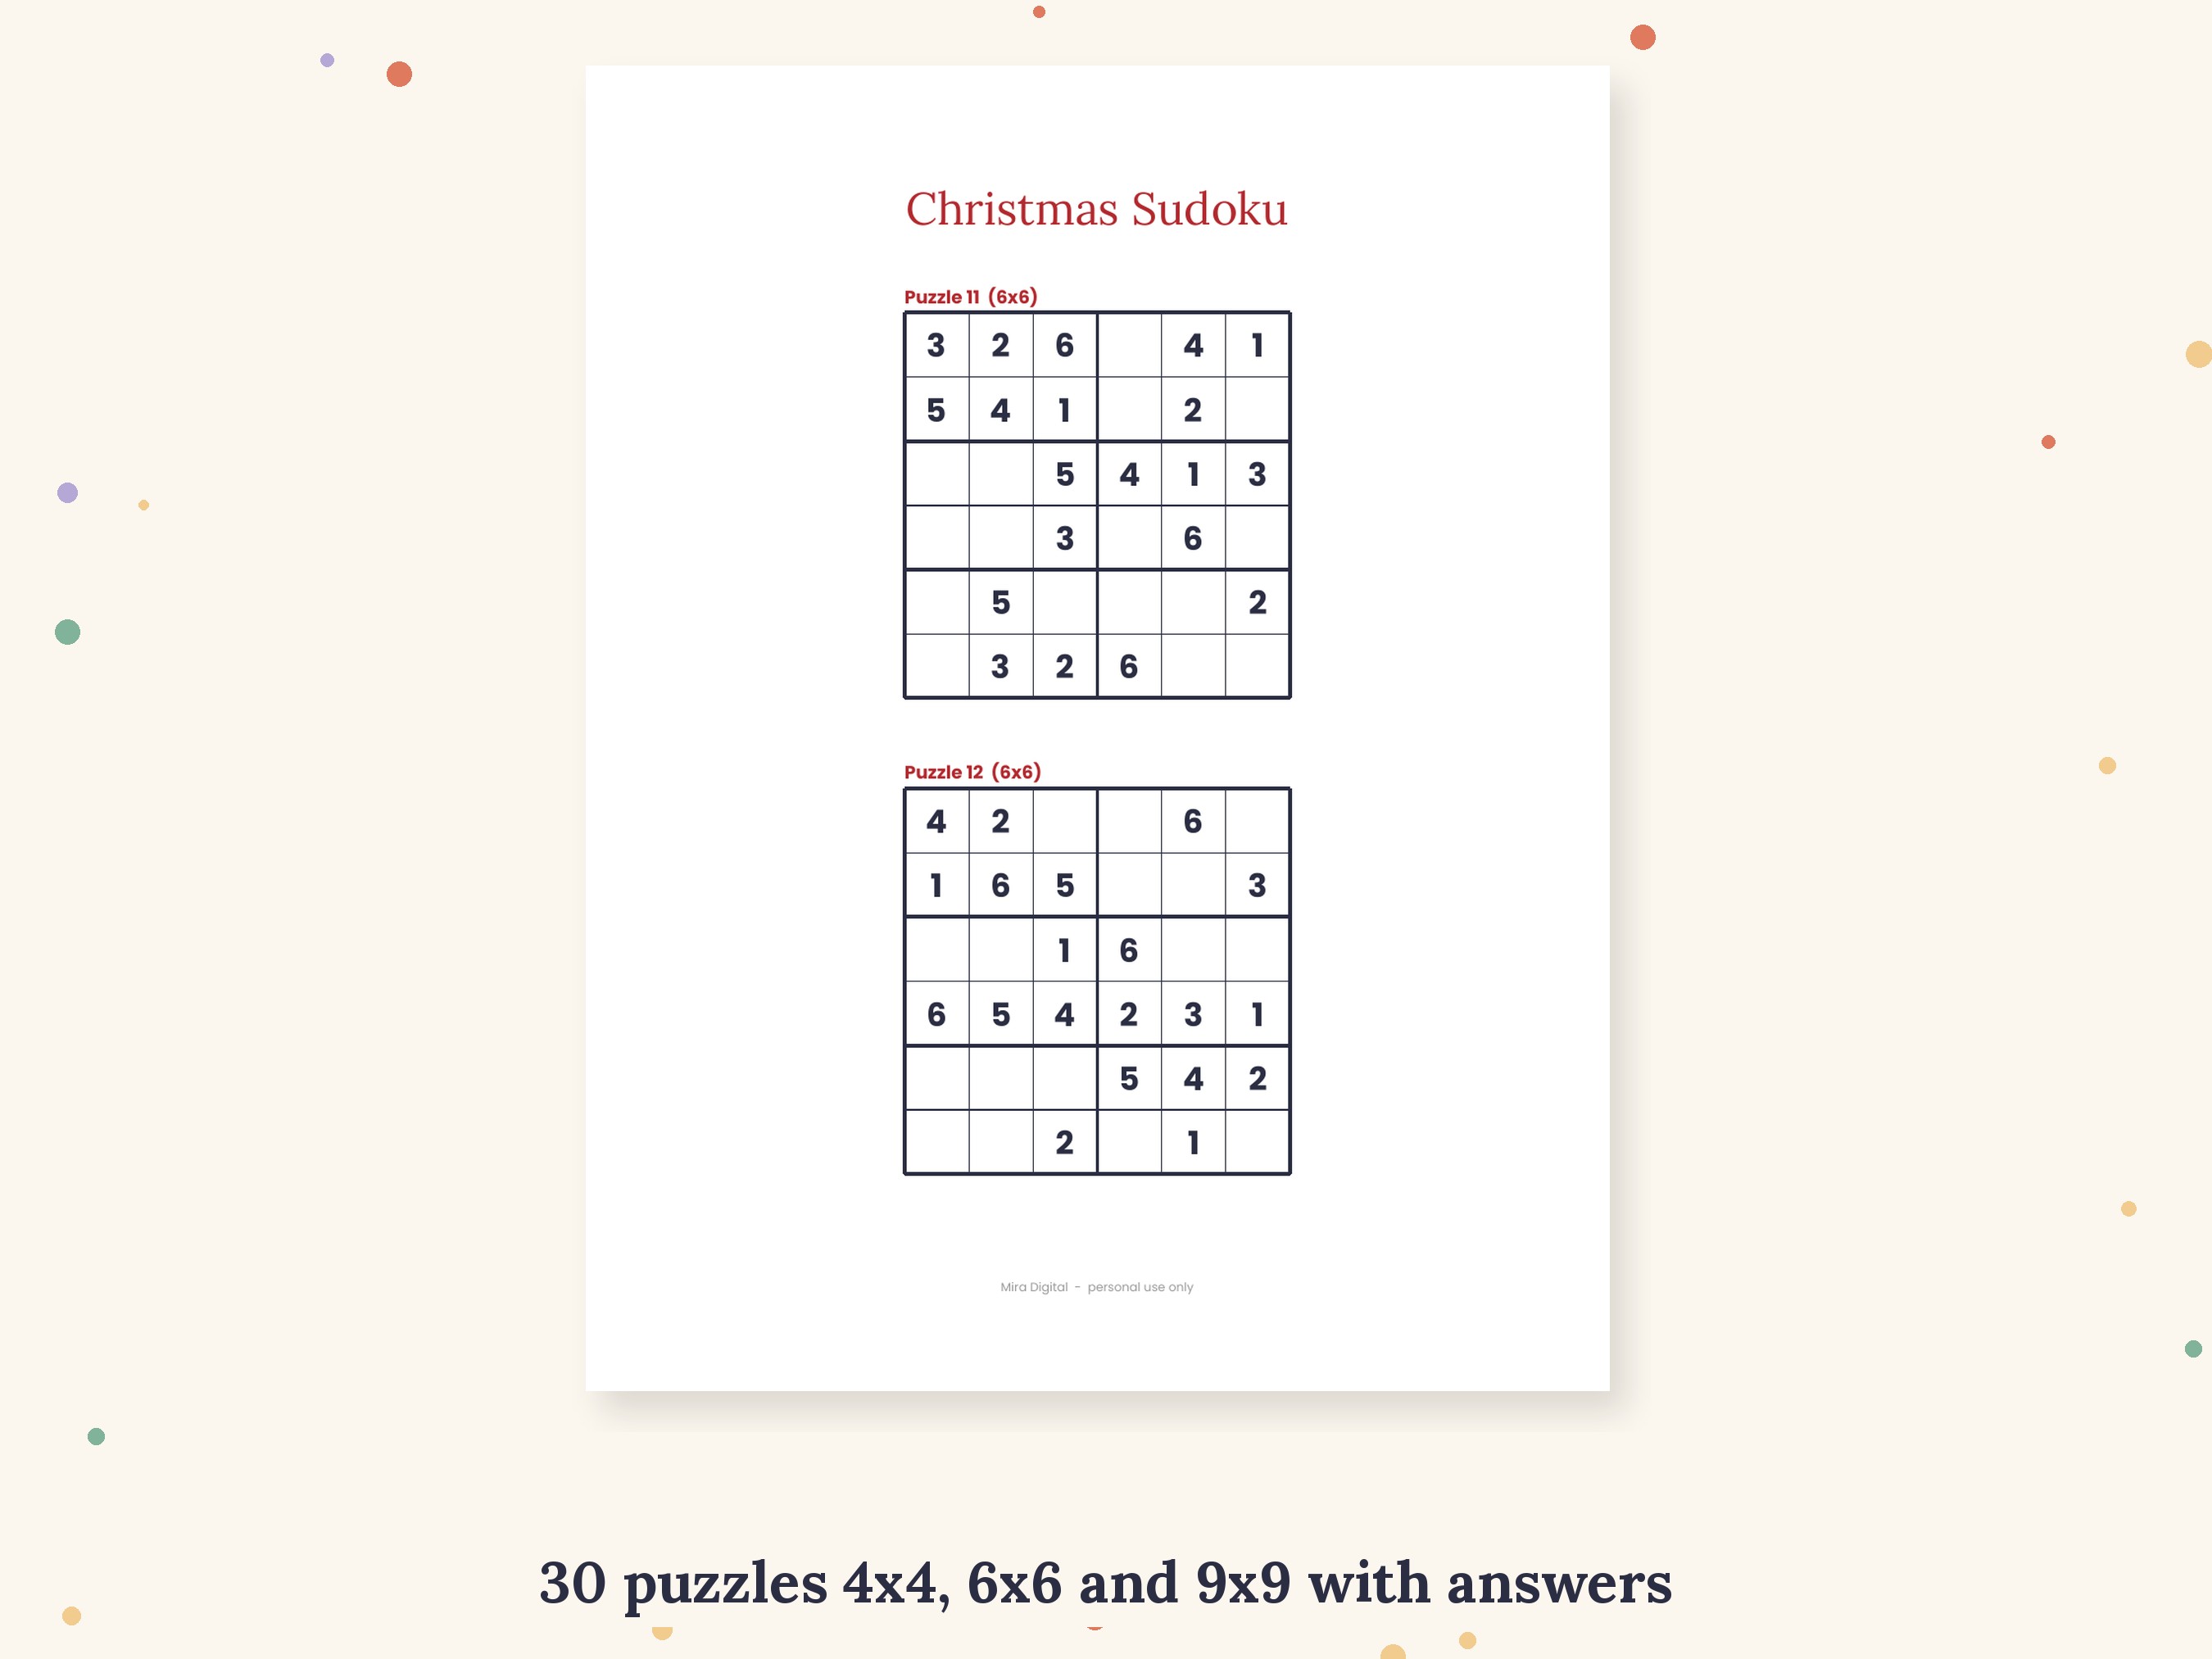 Christmas Sudoku
Puzzle 11 (6x6)
3 2 6 4 1
5 4 1 2
5 4 1 3
3 6
5 2
3 2 6
Puzzle 12 (6x6)
4 2 6
1 6 5 3
1 6
6 5 4 2 3 1
5 4 2
2 1
Mira Digital - personal use only
30 puzzles 4x4, 6x6 and 9x9 with answers